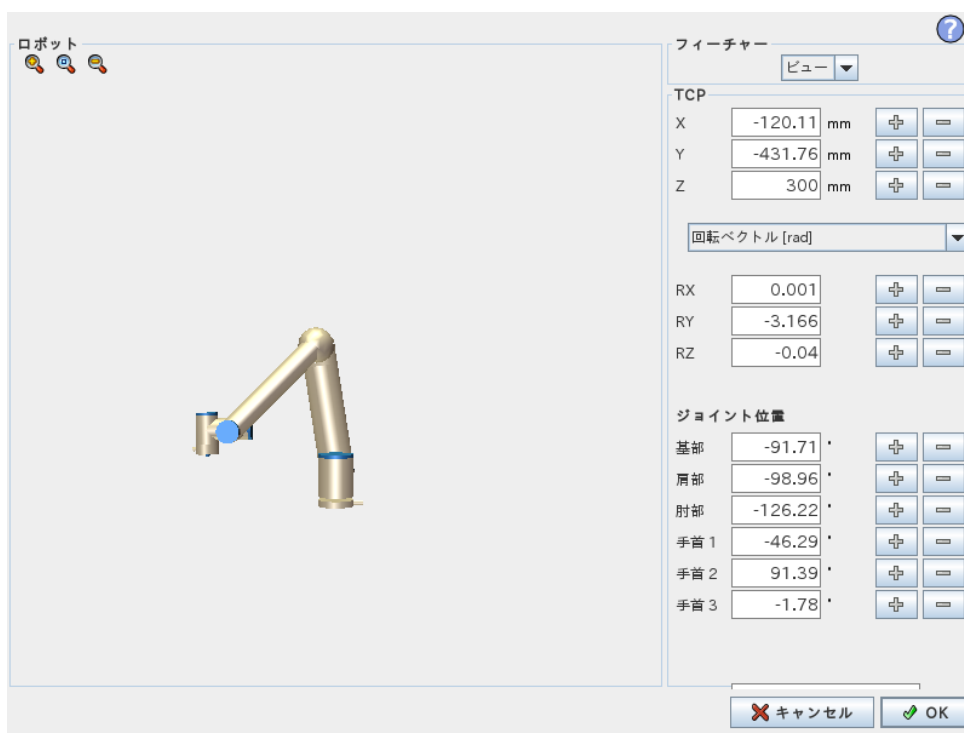 ?
ロボット
フィーチャー
ビュー
TCP
X -120.11 mm
Y -431.76 mm
Z 300 mm
回転ベクトル [rad]
RX 0.001
RY -3.166
RZ -0.04
ジョイント位置
基部 -91.71 °
肩部 -98.96 °
肘部 -126.22 °
手首 1 -46.29 °
手首 2 91.39 °
手首 3 -1.78 °
キャンセル OK